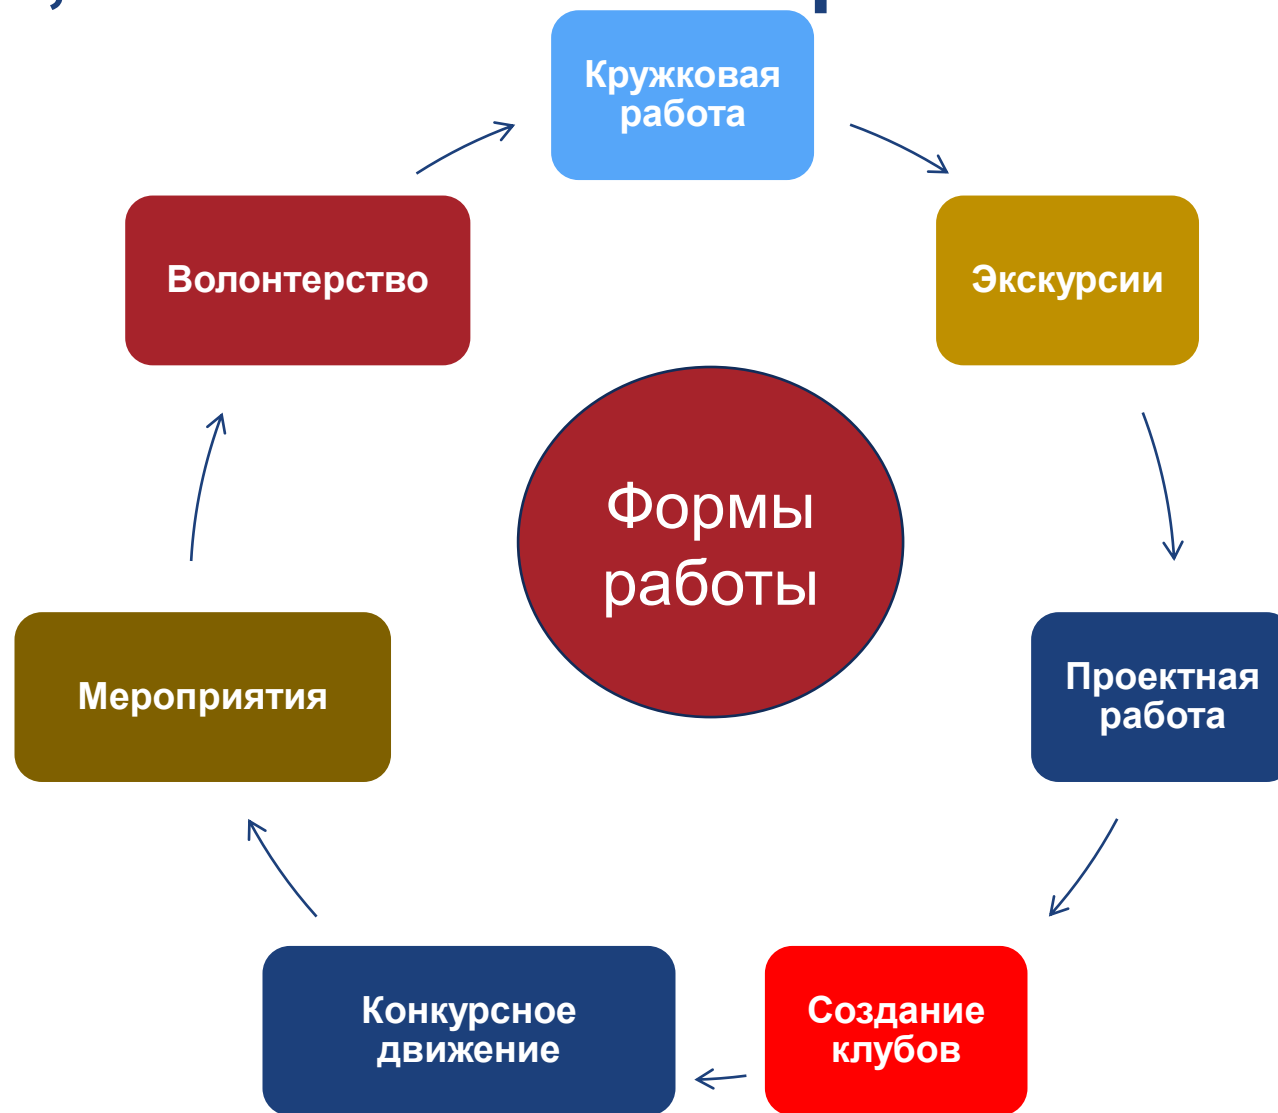 Кружковая
работа
Экскурсии
Проектная
работа
Создание
клубов
Конкурсное
движение
Мероприятия
Волонтерство
Формы
работы